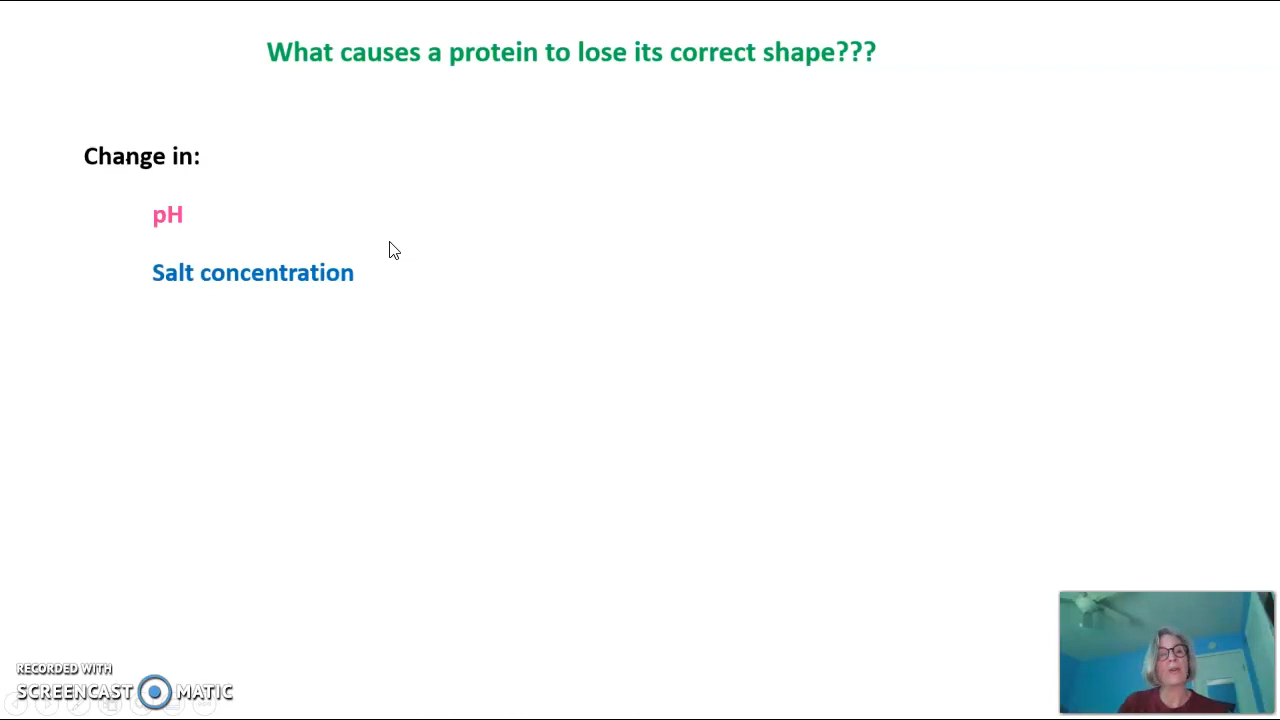 What causes a protein to lose its correct shape???
Change in:
pH
Salt concentration
RECORDED WITH
SCREENCAST MATIC